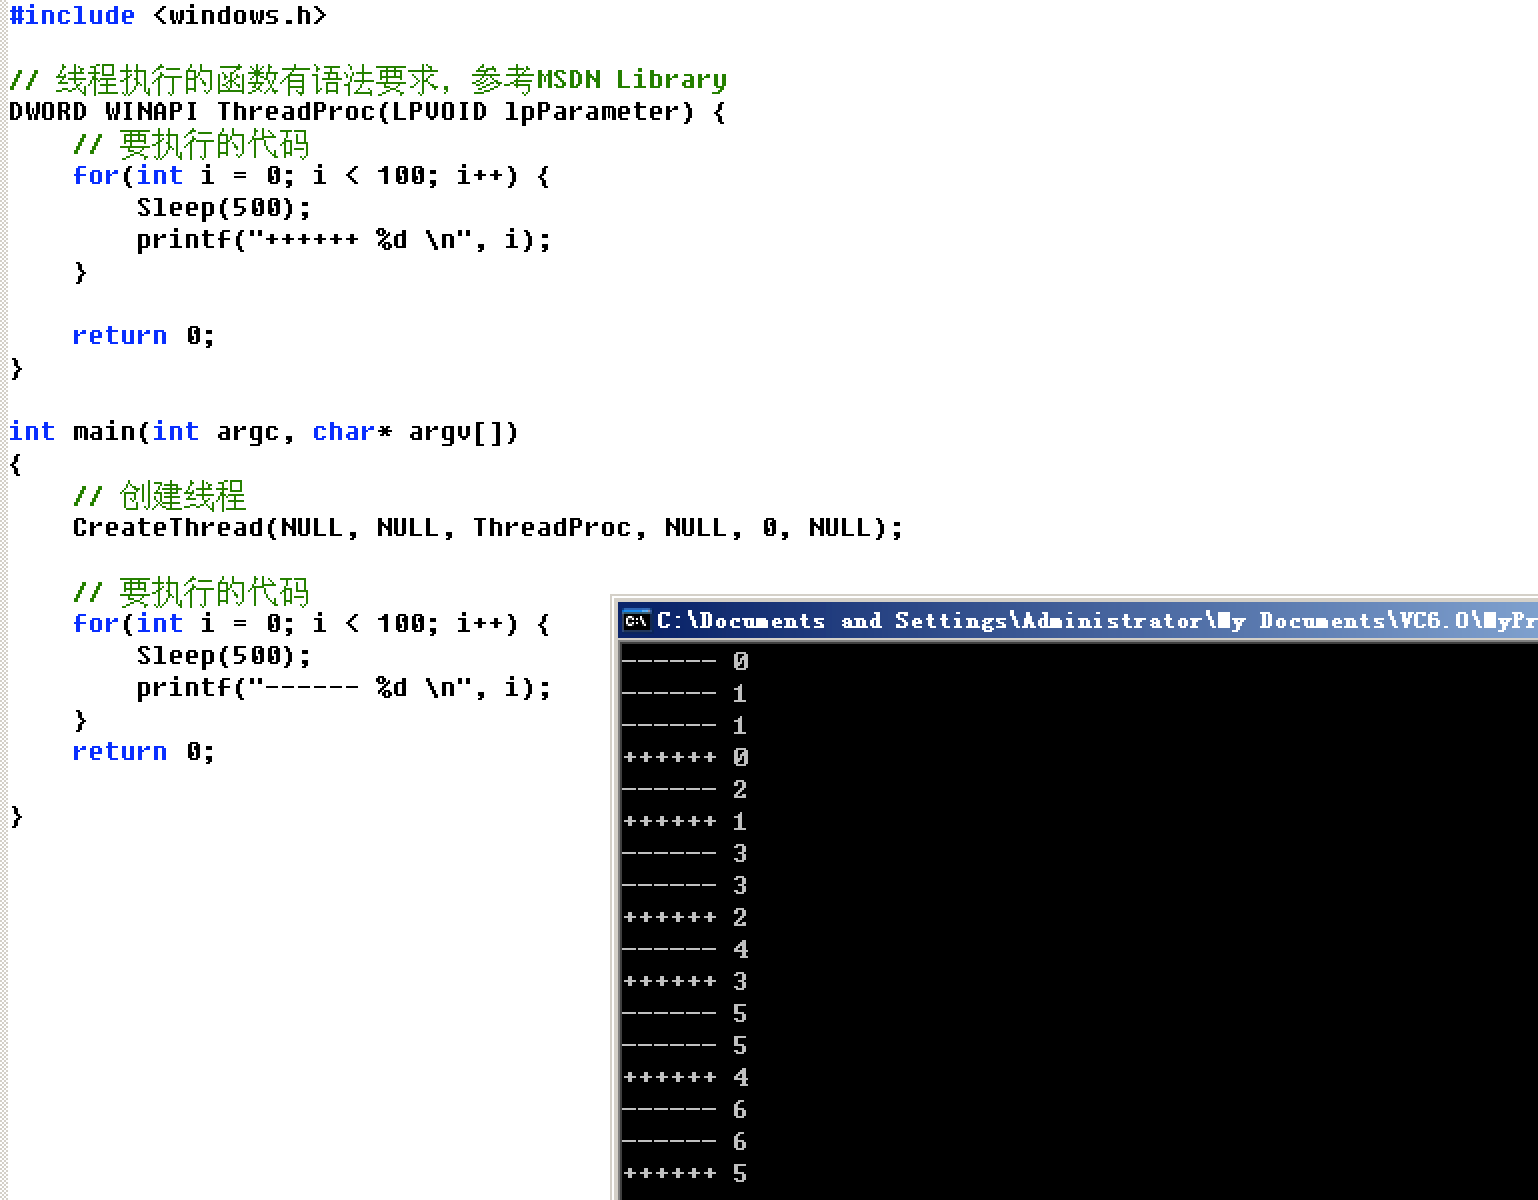 #include <windows.h>
// 线程执行的函数有语法要求，参考MSDN Library
DWORD WINAPI ThreadProc(LPVOID lpParameter) {
// 要执行的代码
for(int i = 0; i < 100; i++) {
Sleep(500);
printf("++++++ %d \n", i);
}
return 0;
}
int main(int argc, char* argv[])
{
// 创建线程
CreateThread(NULL, NULL, ThreadProc, NULL, 0, NULL);
// 要执行的代码
for(int i = 0; i < 100; i++) {
Sleep(500);
printf("------ %d \n", i);
}
return 0;
}
C:\Documents and Settings\Administrator\My Documents\VC6.0\MyPr
------ 0
------ 1
------ 1
++++++ 0
------ 2
++++++ 1
------ 3
------ 3
++++++ 2
------ 4
++++++ 3
------ 5
------ 5
++++++ 4
------ 6
------ 6
++++++ 5